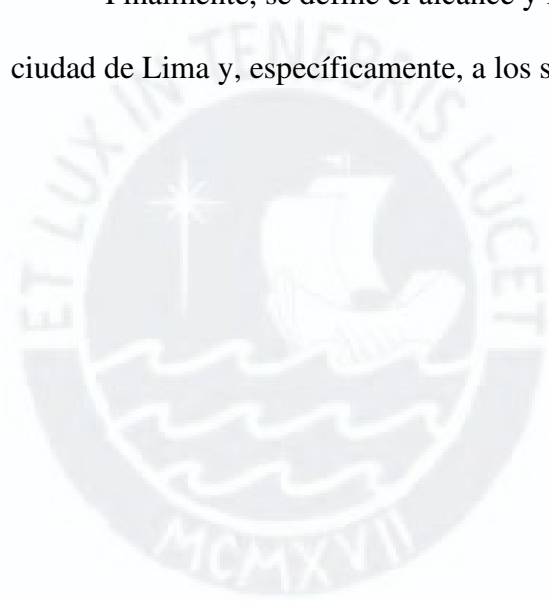 Finalmente, se define el alcance y
ciudad de Lima y, específicamente, a los s
ET LUX IN TENEBRIS LUCET
MCMXVII